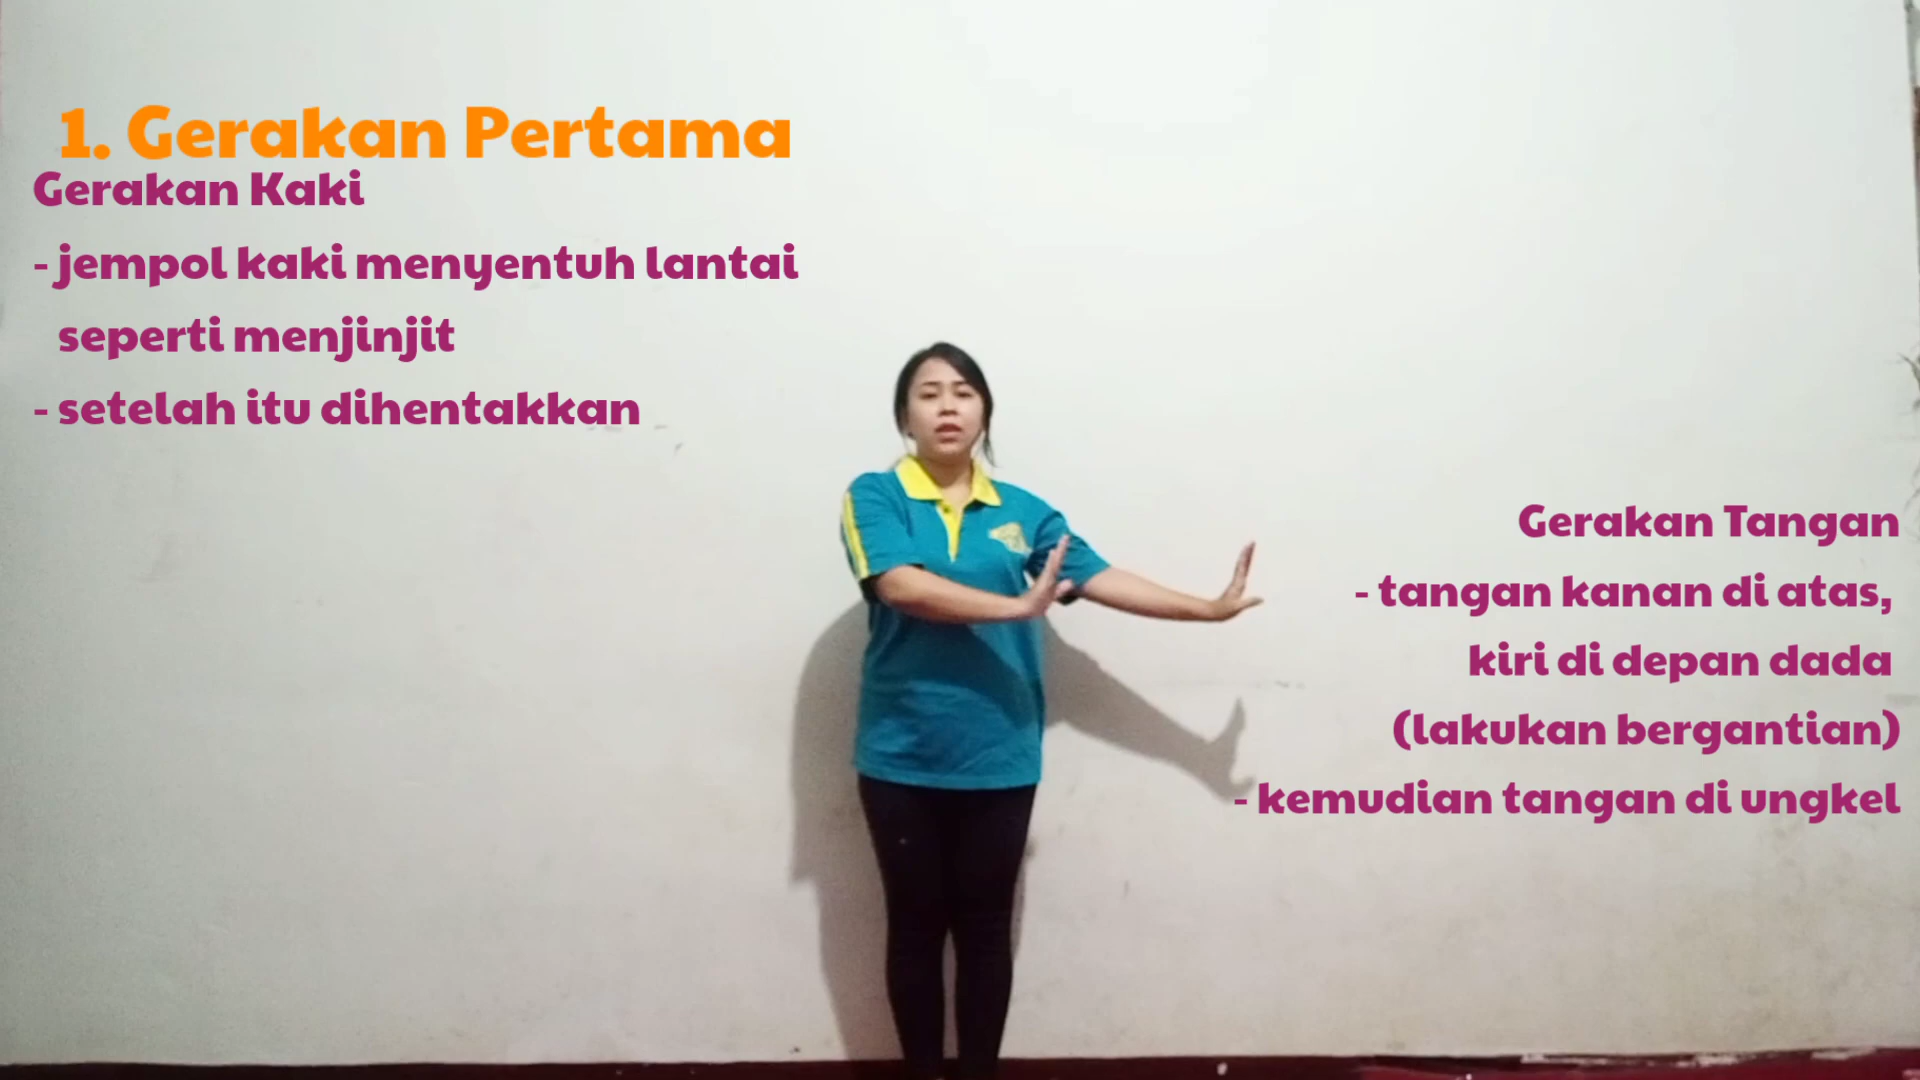 1. Gerakan Pertama
Gerakan Kaki
- jempol kaki menyentuh lantai
seperti menjinjit
- setelah itu dihentakkan
Gerakan Tangan
- tangan kanan di atas,
kiri di depan dada
(lakukan bergantian)
- kemudian tangan di ungkel